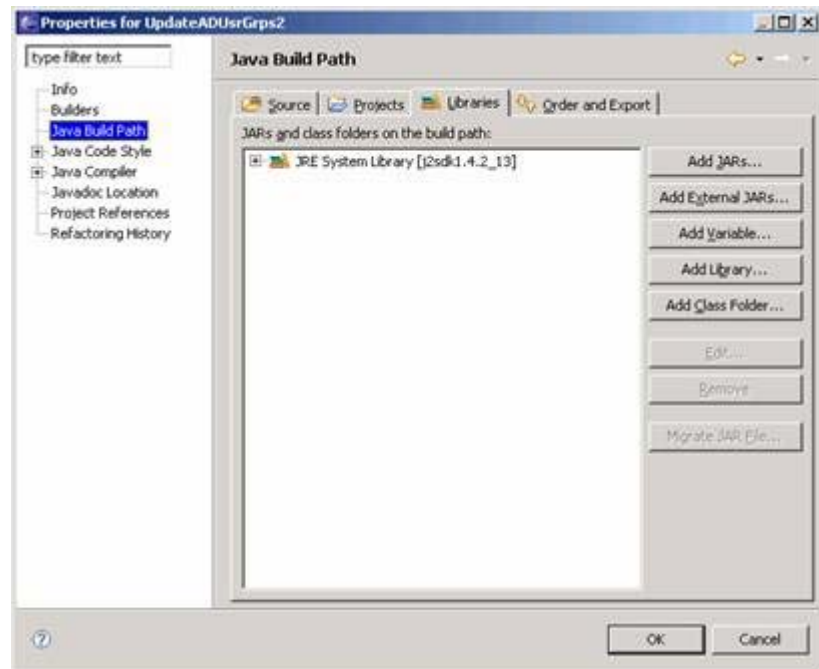 Properties for UpdateADUsrGrps2
type filter text
Java Build Path
Info
Builders
Java Build Path
Java Code Style
Java Compiler
Javadoc Location
Project References
Refactoring History
Source
Projects
Libraries
Order and Export
JARs and class folders on the build path:
JRE System Library [j2sdk1.4.2_13]
Add JARs...
Add External JARs...
Add Variable...
Add Library...
Add Class Folder...
Edit...
Remove
Migrate JAR File...
OK
Cancel